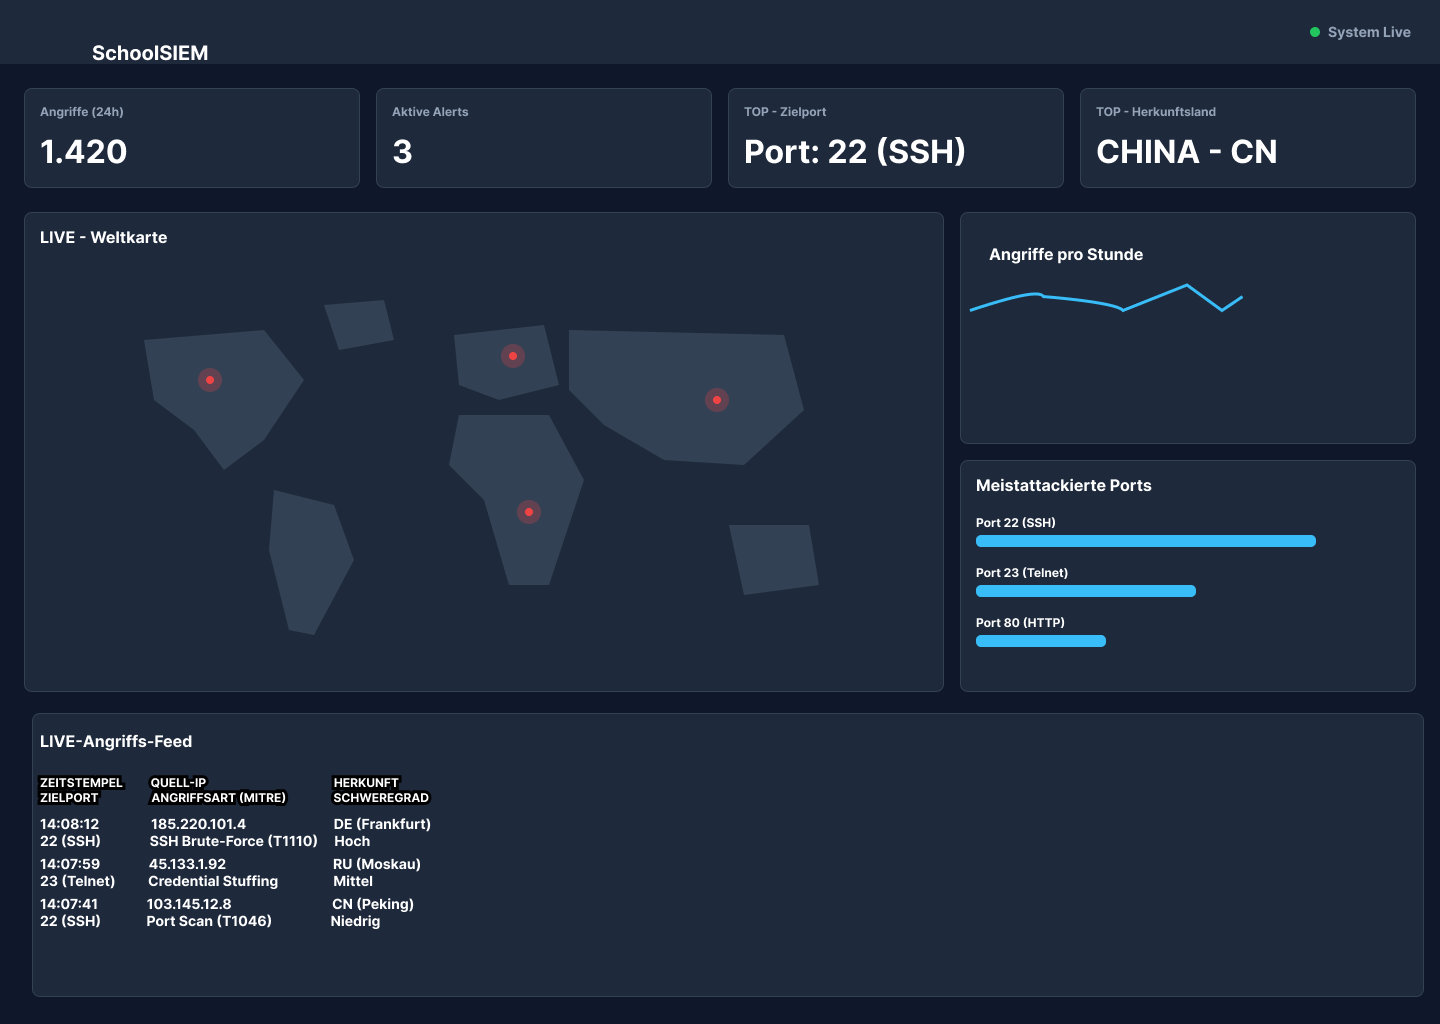 SchoolSIEM
System Live
Angriffe (24h)
1.420
Aktive Alerts
3
TOP - Zielport
Port: 22 (SSH)
TOP - Herkunftsland
CHINA - CN
LIVE - Weltkarte
Angriffe pro Stunde
Meistattackierte Ports
Port 22 (SSH)
Port 23 (Telnet)
Port 80 (HTTP)
LIVE-Angriffs-Feed
ZEITSTEMPEL QUELL-IP HERKUNFT
ZIELPORT ANGRIFFSART (MITRE) SCHWEREGRAD
14:08:12 185.220.101.4 DE (Frankfurt)
22 (SSH) SSH Brute-Force (T1110) Hoch
14:07:59 45.133.1.92 RU (Moskau)
23 (Telnet) Credential Stuffing Mittel
14:07:41 103.145.12.8 CN (Peking)
22 (SSH) Port Scan (T1046) Niedrig